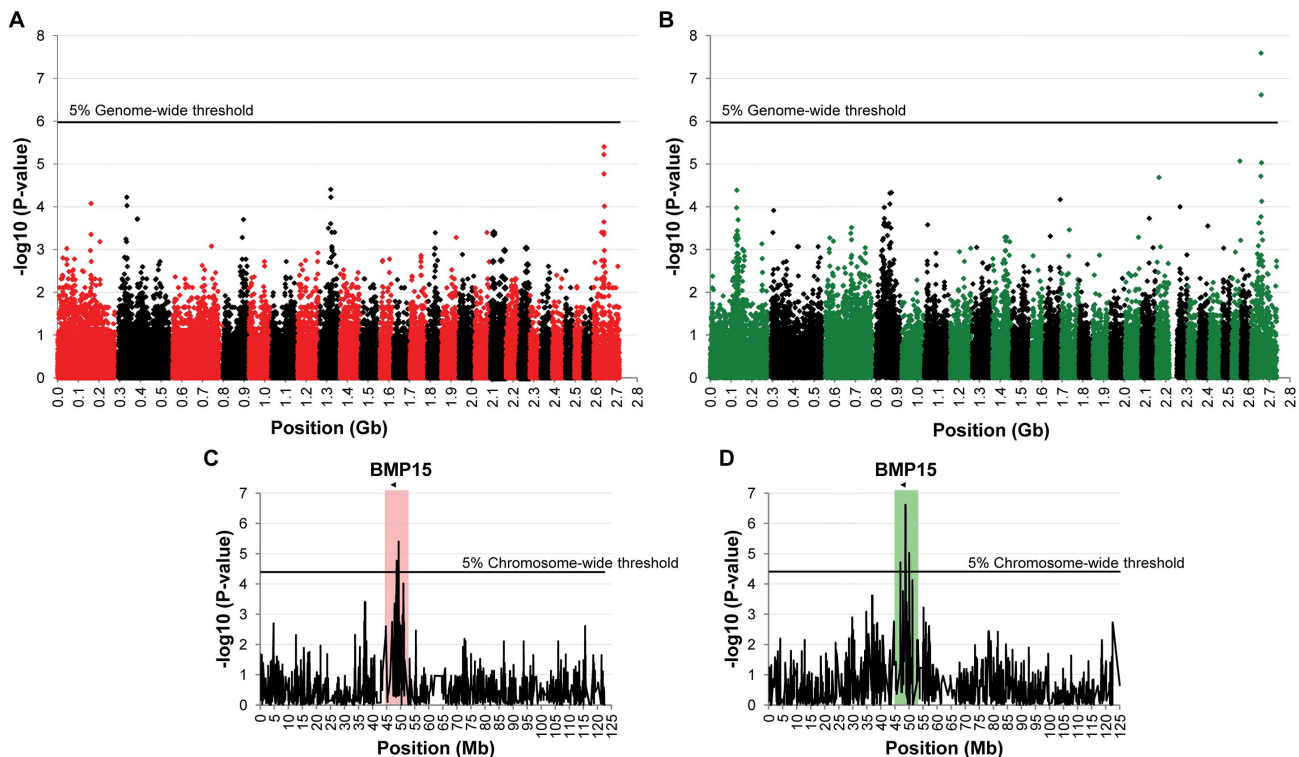 A
8
7
6
5
4
3
2
1
0
-log10 (P-value)
5% Genome-wide threshold
0.0 0.1 0.2 0.3 0.4 0.5 0.6 0.7 0.8 0.9 1.0 1.1 1.2 1.3 1.4 1.5 1.6 1.7 1.8 1.9 2.0 2.1 2.2 2.3 2.4 2.5 2.6 2.7 2.8
Position (Gb)
B
8
7
6
5
4
3
2
1
0
-log10 (P-value)
5% Genome-wide threshold
0.0 0.1 0.2 0.3 0.4 0.5 0.6 0.7 0.8 0.9 1.0 1.1 1.2 1.3 1.4 1.5 1.6 1.7 1.8 1.9 2.0 2.1 2.2 2.3 2.4 2.5 2.6 2.7 2.8
Position (Gb)
C
BMP15
7
6
5
4
3
2
1
0
-log10 (P-value)
5% Chromosome-wide threshold
0 5 10 15 20 25 30 35 40 45 50 55 60 65 70 75 80 85 90 95 100 105 110 115 120 125
Position (Mb)
D
BMP15
7
6
5
4
3
2
1
0
-log10 (P-value)
5% Chromosome-wide threshold
0 5 10 15 20 25 30 35 40 45 50 55 60 65 70 75 80 85 90 95 100 105 110 115 120 125
Position (Mb)